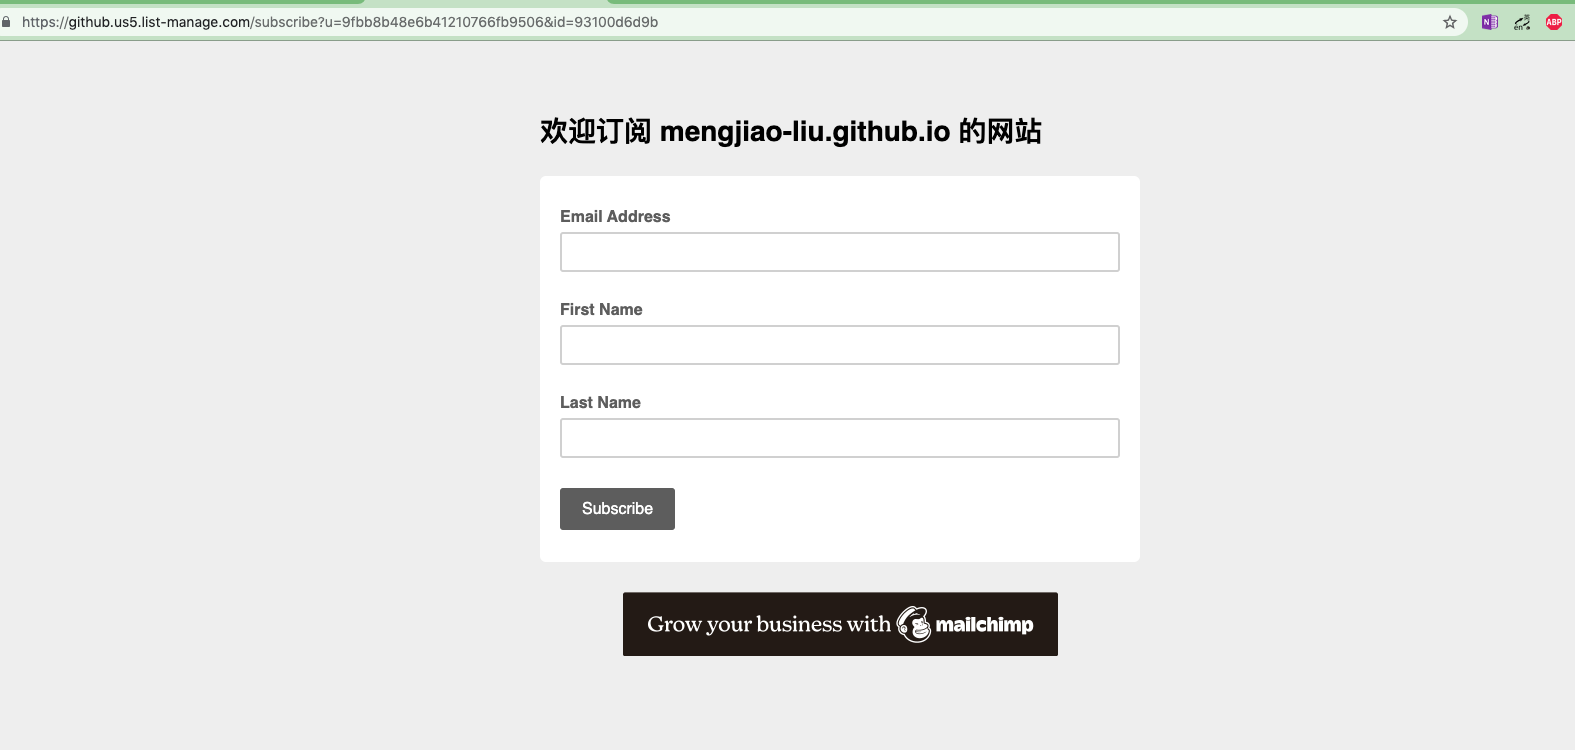 https://github.us5.list-manage.com/subscribe?u=9fbb8b48e6b41210766fb9506&id=93100d6d9b
N
en
ABP
欢迎订阅 mengjiao-liu.github.io 的网站
Email Address
First Name
Last Name
Subscribe
Grow your business with mailchimp